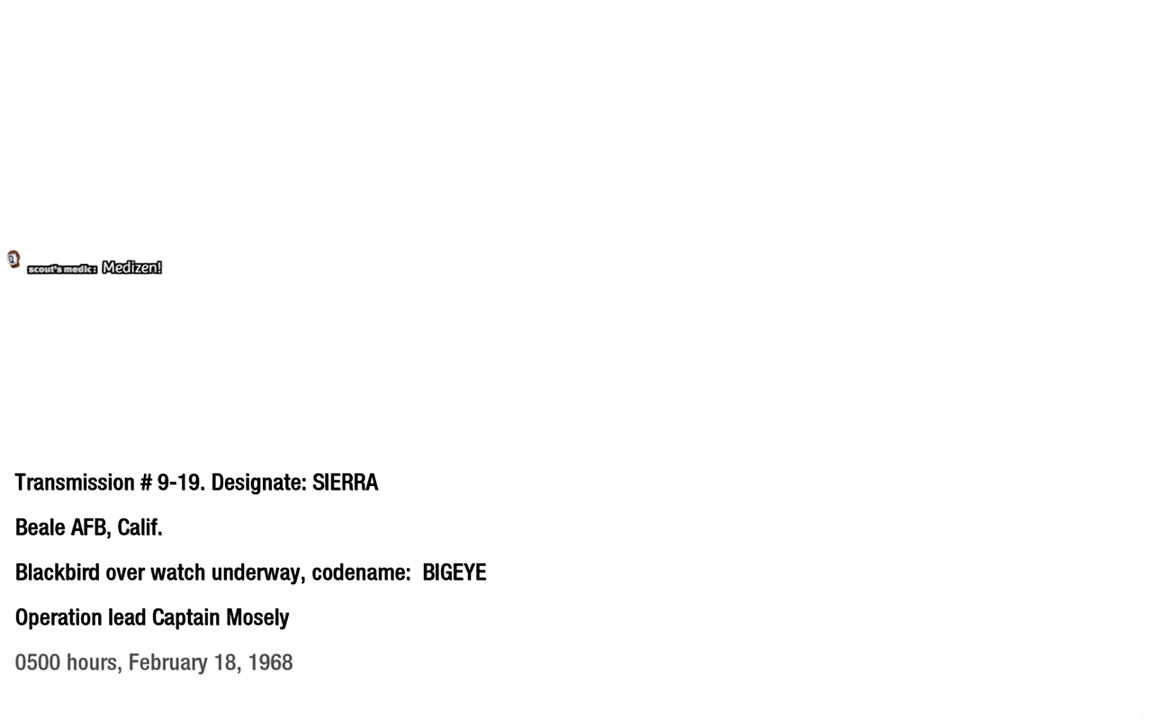 scout's medic: Medizen!
Transmission # 9-19. Designate: SIERRA
Beale AFB, Calif.
Blackbird over watch underway, codename: BIGEYE
Operation lead Captain Mosely
0500 hours, February 18, 1968